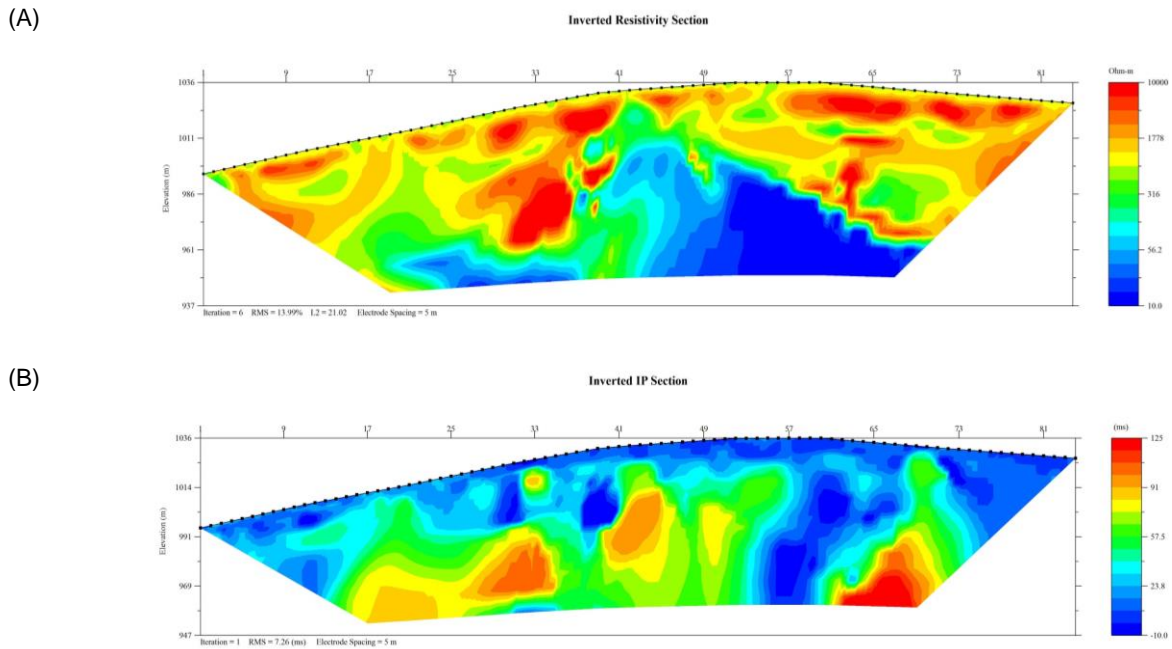 (A)
Inverted Resistivity Section
1 9 17 25 33 41 49 57 65 73 81
Ohm-m
1036
1011
986
961
937
Elevation (m)
10000
1778
316
56.2
10.0
Iteration = 6 RMS = 13.99% L2 = 21.02 Electrode Spacing = 5 m
(B)
Inverted IP Section
1 9 17 25 33 41 49 57 65 73 81
(ms)
1036
1014
991
969
947
Elevation (m)
125
91
57.5
23.8
-10.0
Iteration = 1 RMS = 7.26 (ms) Electrode Spacing = 5 m